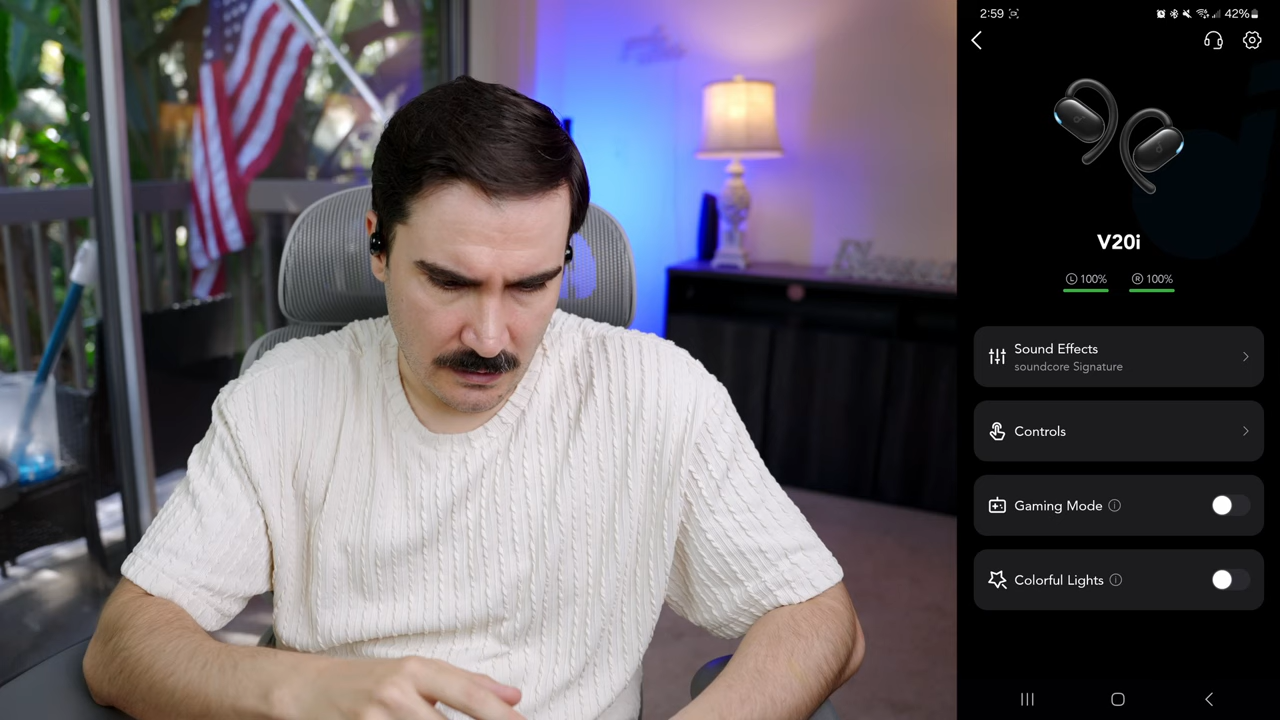 2:59
42%
V20i
L 100%
R 100%
Sound Effects
soundcore Signature
Controls
Gaming Mode
Colorful Lights